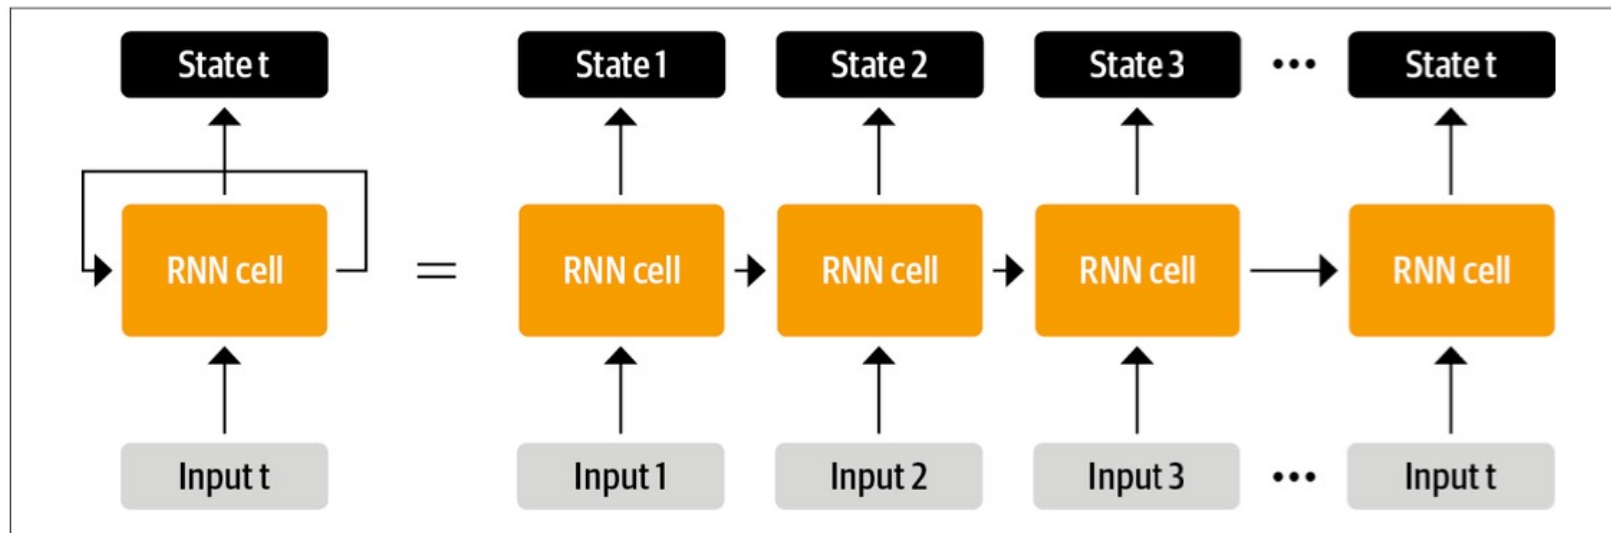 State t State 1 State 2 State 3 ••• State t
RNN cell = RNN cell RNN cell RNN cell RNN cell
Input t Input 1 Input 2 Input 3 ••• Input t